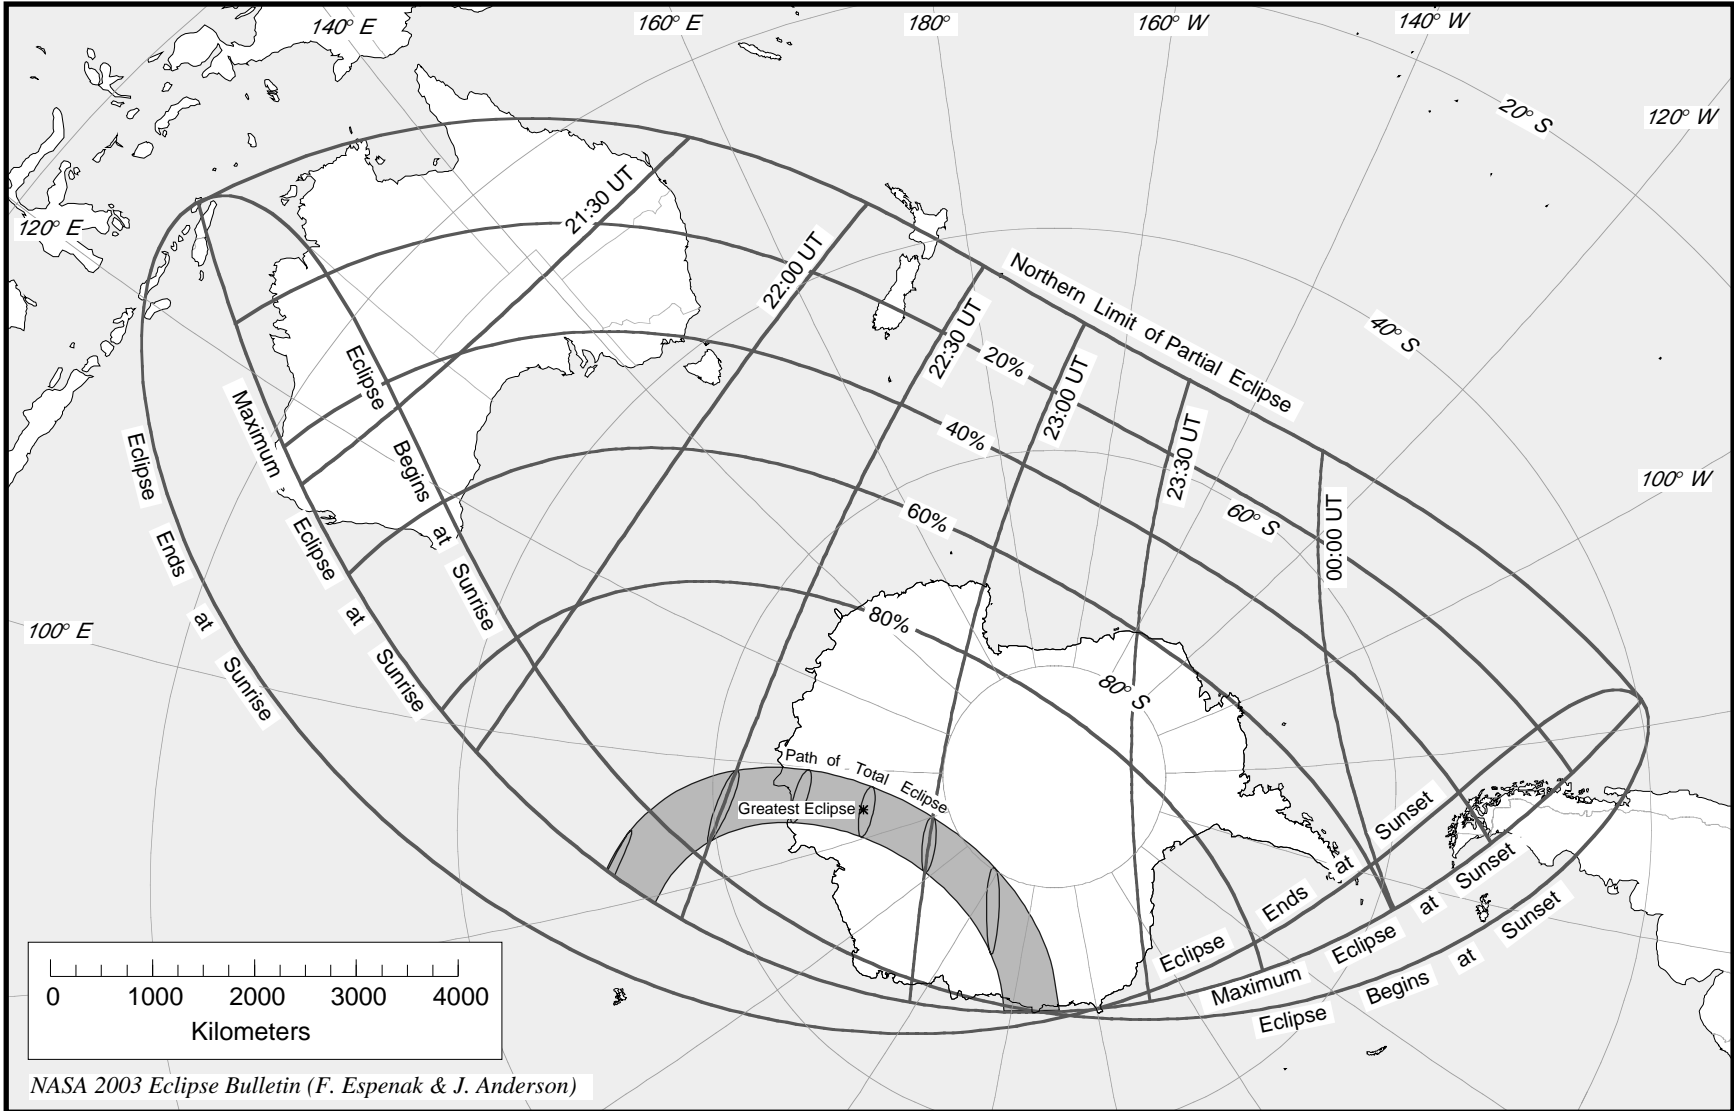 140° E
160° E
180°
160° W
140° W
20° S
120° W
120° E
21:30 UT
22:00 UT
Northern Limit of Partial Eclipse
22:30 UT
20%
23:00 UT
40° S
40%
23:30 UT
100° W
60° S
00:00 UT
60%
80%
80° S
100° E
Eclipse Begins at Sunrise
Maximum Eclipse at Sunrise
Eclipse Ends at Sunrise
Path of Total Eclipse
Greatest Eclipse
Eclipse Ends at Sunset
Maximum Eclipse at Sunset
Eclipse Begins at Sunset
0 1000 2000 3000 4000
Kilometers
NASA 2003 Eclipse Bulletin (F. Espenak & J. Anderson)